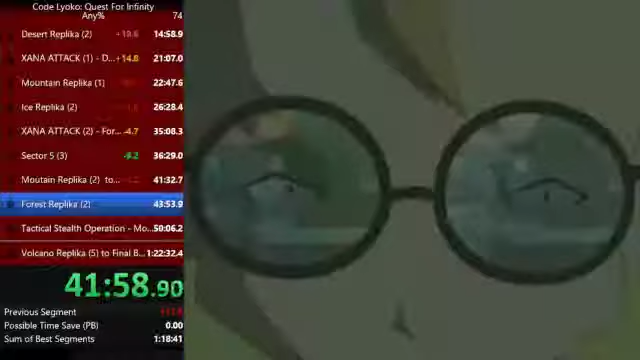 Code Lyoko: Quest For Infinity
Any% 74
Desert Replika (2) 14:58.9
XANA ATTACK (1) - D... +14.8 21:07.0
Mountain Replika (1) 22:47.6
Ice Replika (2) 26:28.4
XANA ATTACK (2) - For... -4.7 35:08.3
Sector 5 (3) -9.2 36:29.0
Moutain Replika (2) to... 41:32.7
Forest Replika (2) 43:53.9
Tactical Stealth Operation - Mo... 50:06.2
Volcano Replika (5) to Final B... 1:22:32.4
41:58.90
Previous Segment
Possible Time Save (PB) 0.00
Sum of Best Segments 1:18:41